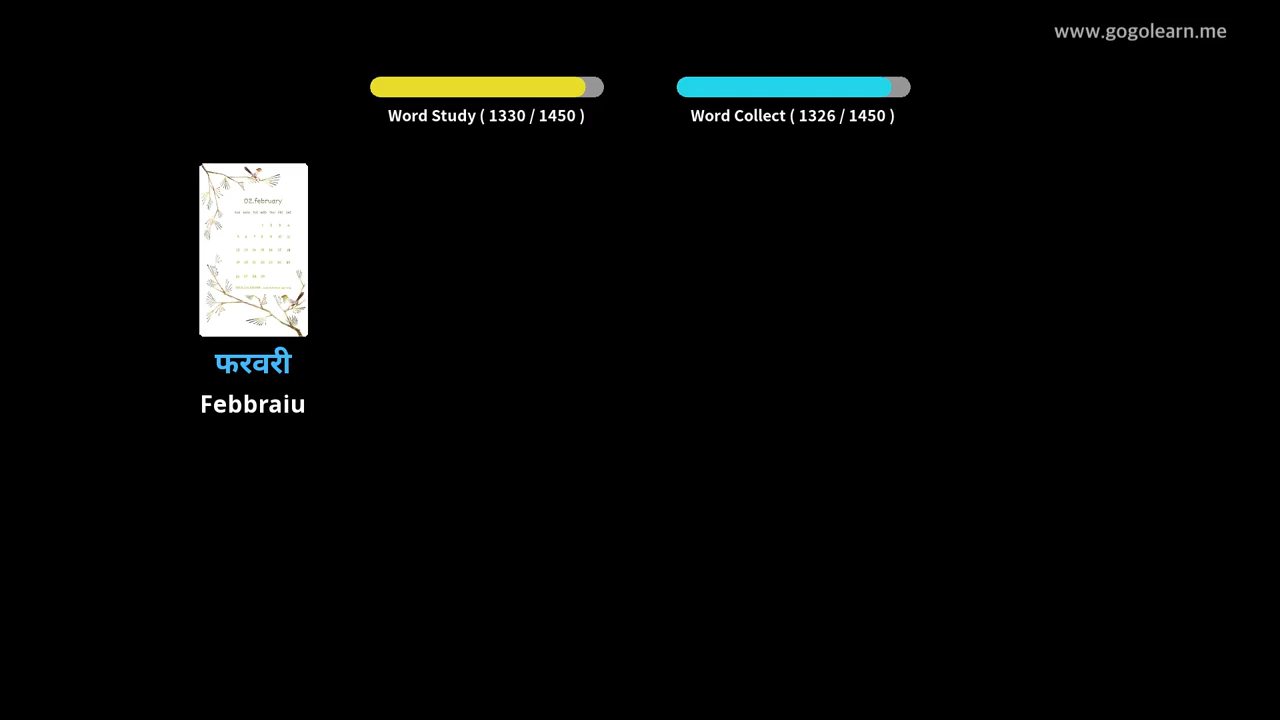 www.gogolearn.me
Word Study ( 1330 / 1450 )
Word Collect ( 1326 / 1450 )
02.february
फरवरी
Febbraiu